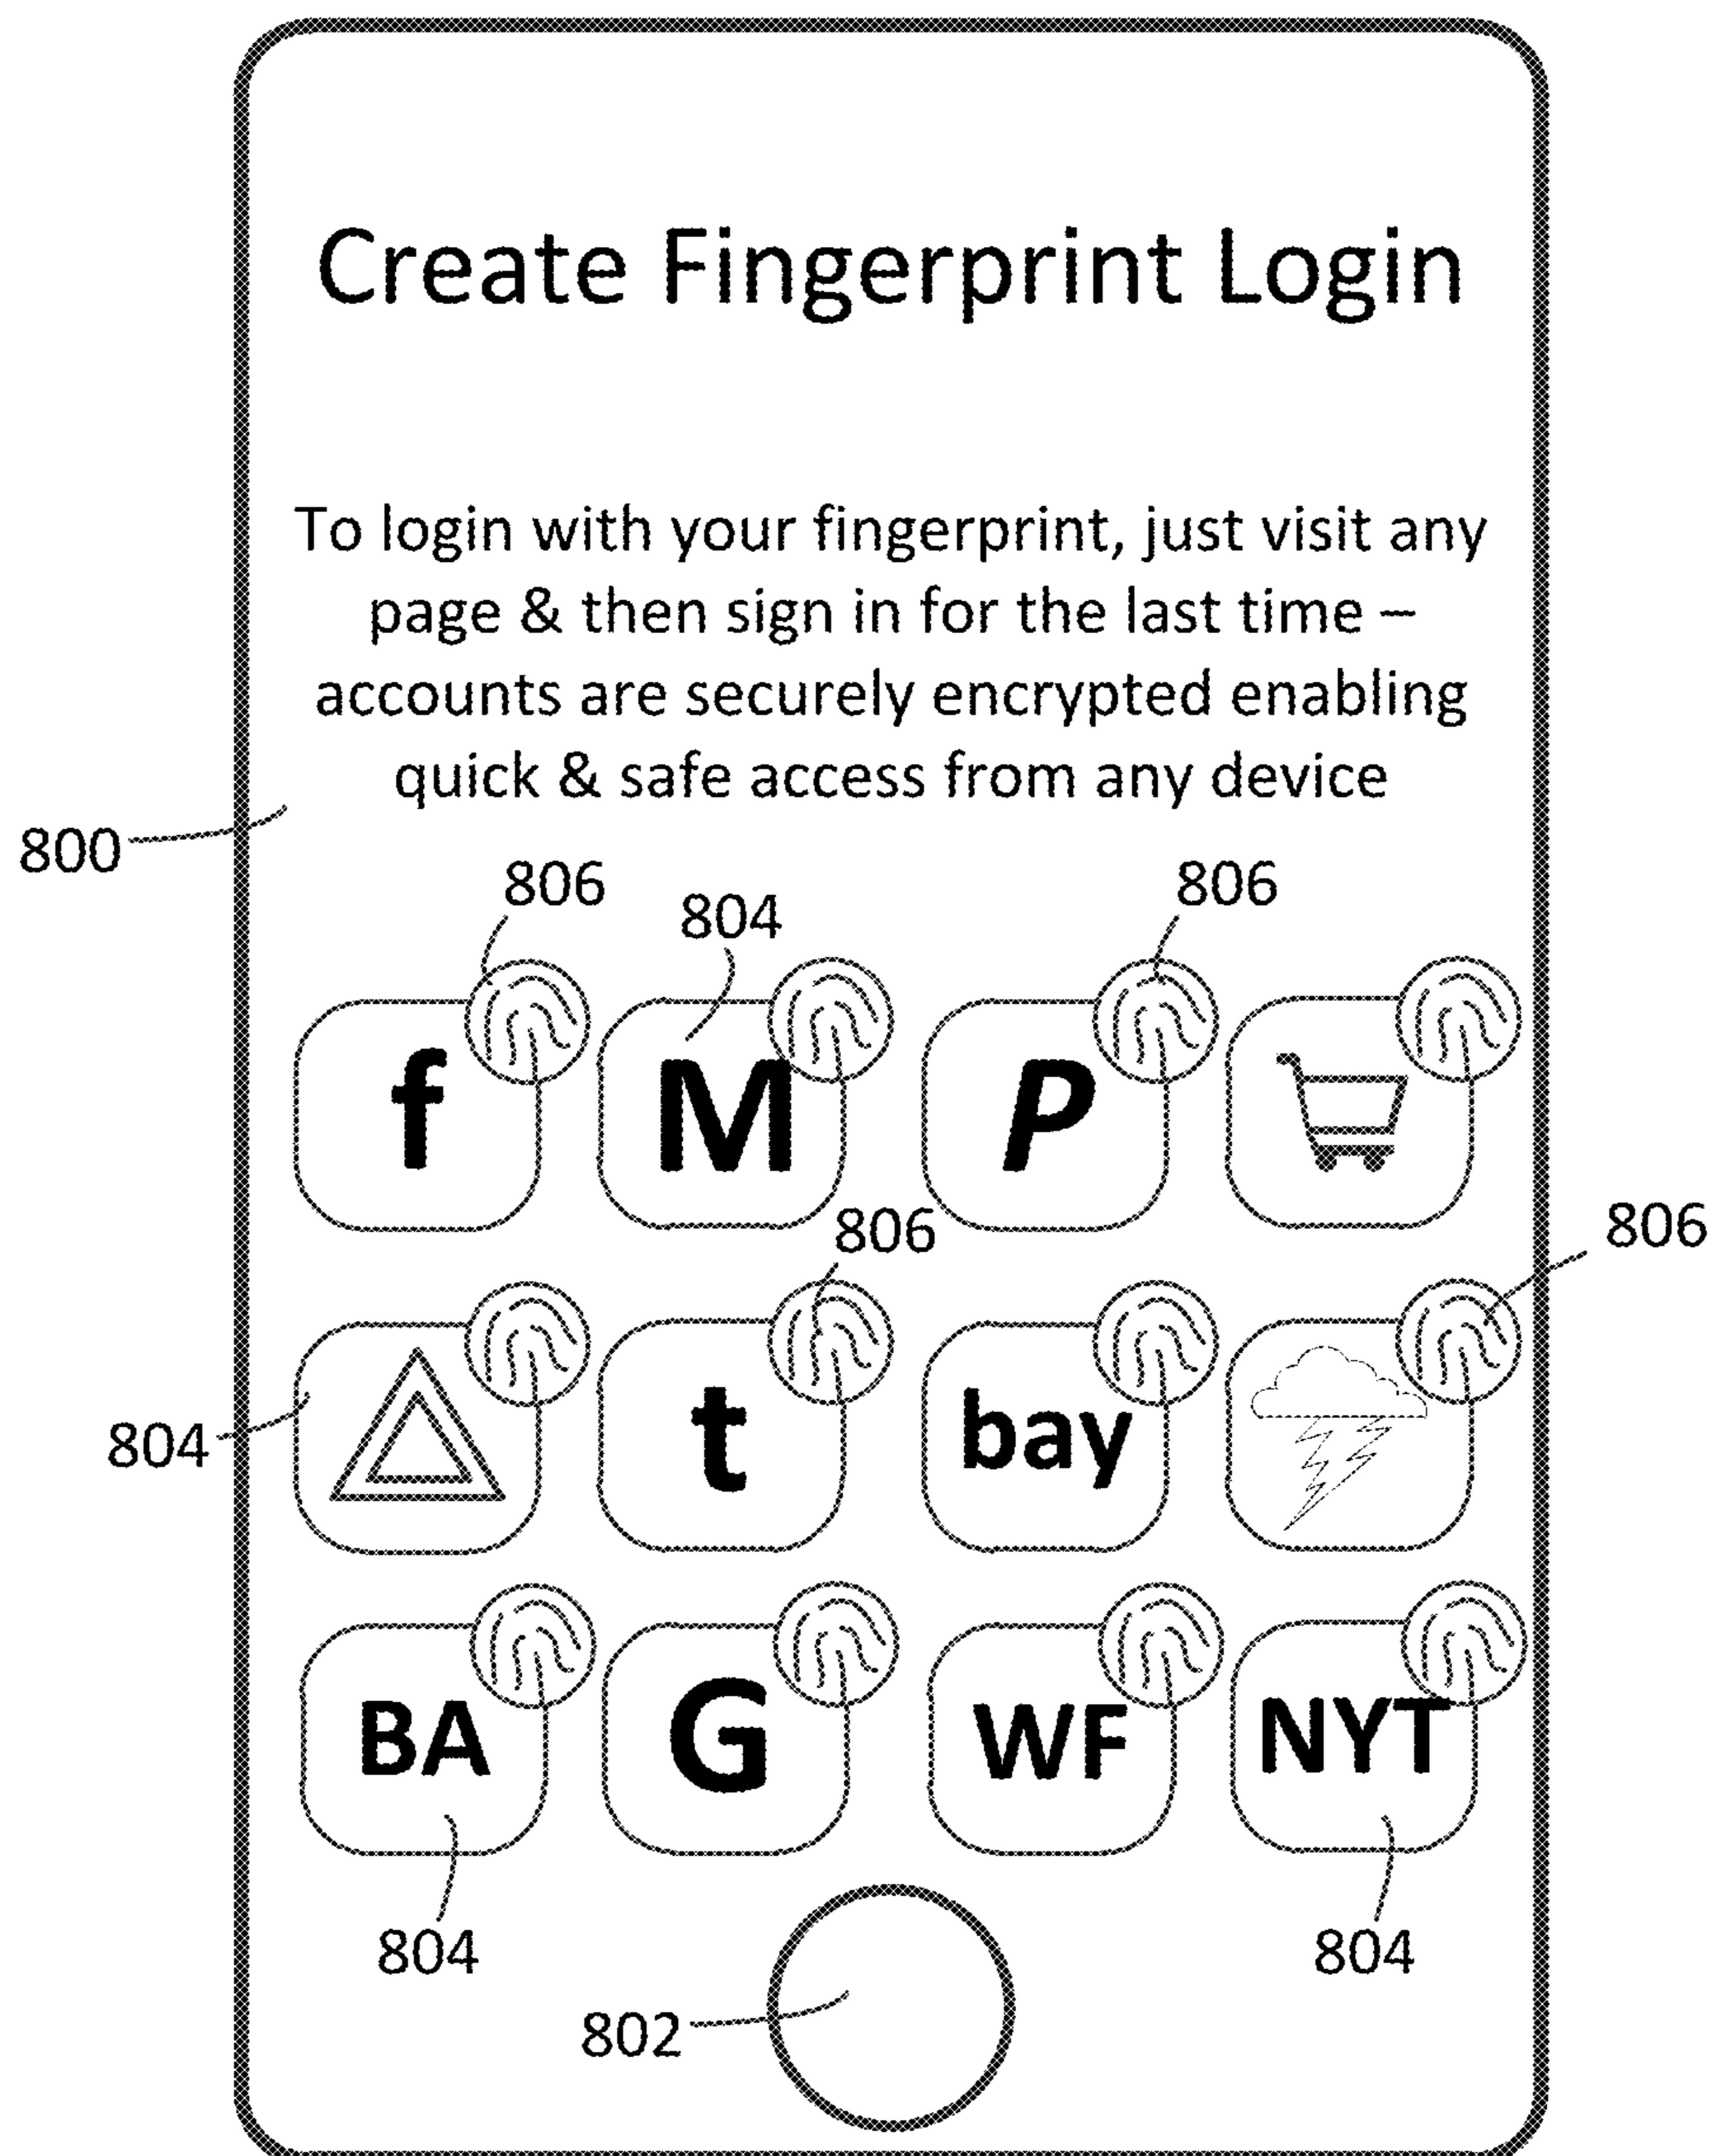 Create Fingerprint Login
To login with your fingerprint, just visit any
page & then sign in for the last time –
accounts are securely encrypted enabling
quick & safe access from any device
800
806
804
806
f
M
P
806
806
804
t
bay
BA
G
WF
NYT
804
804
802